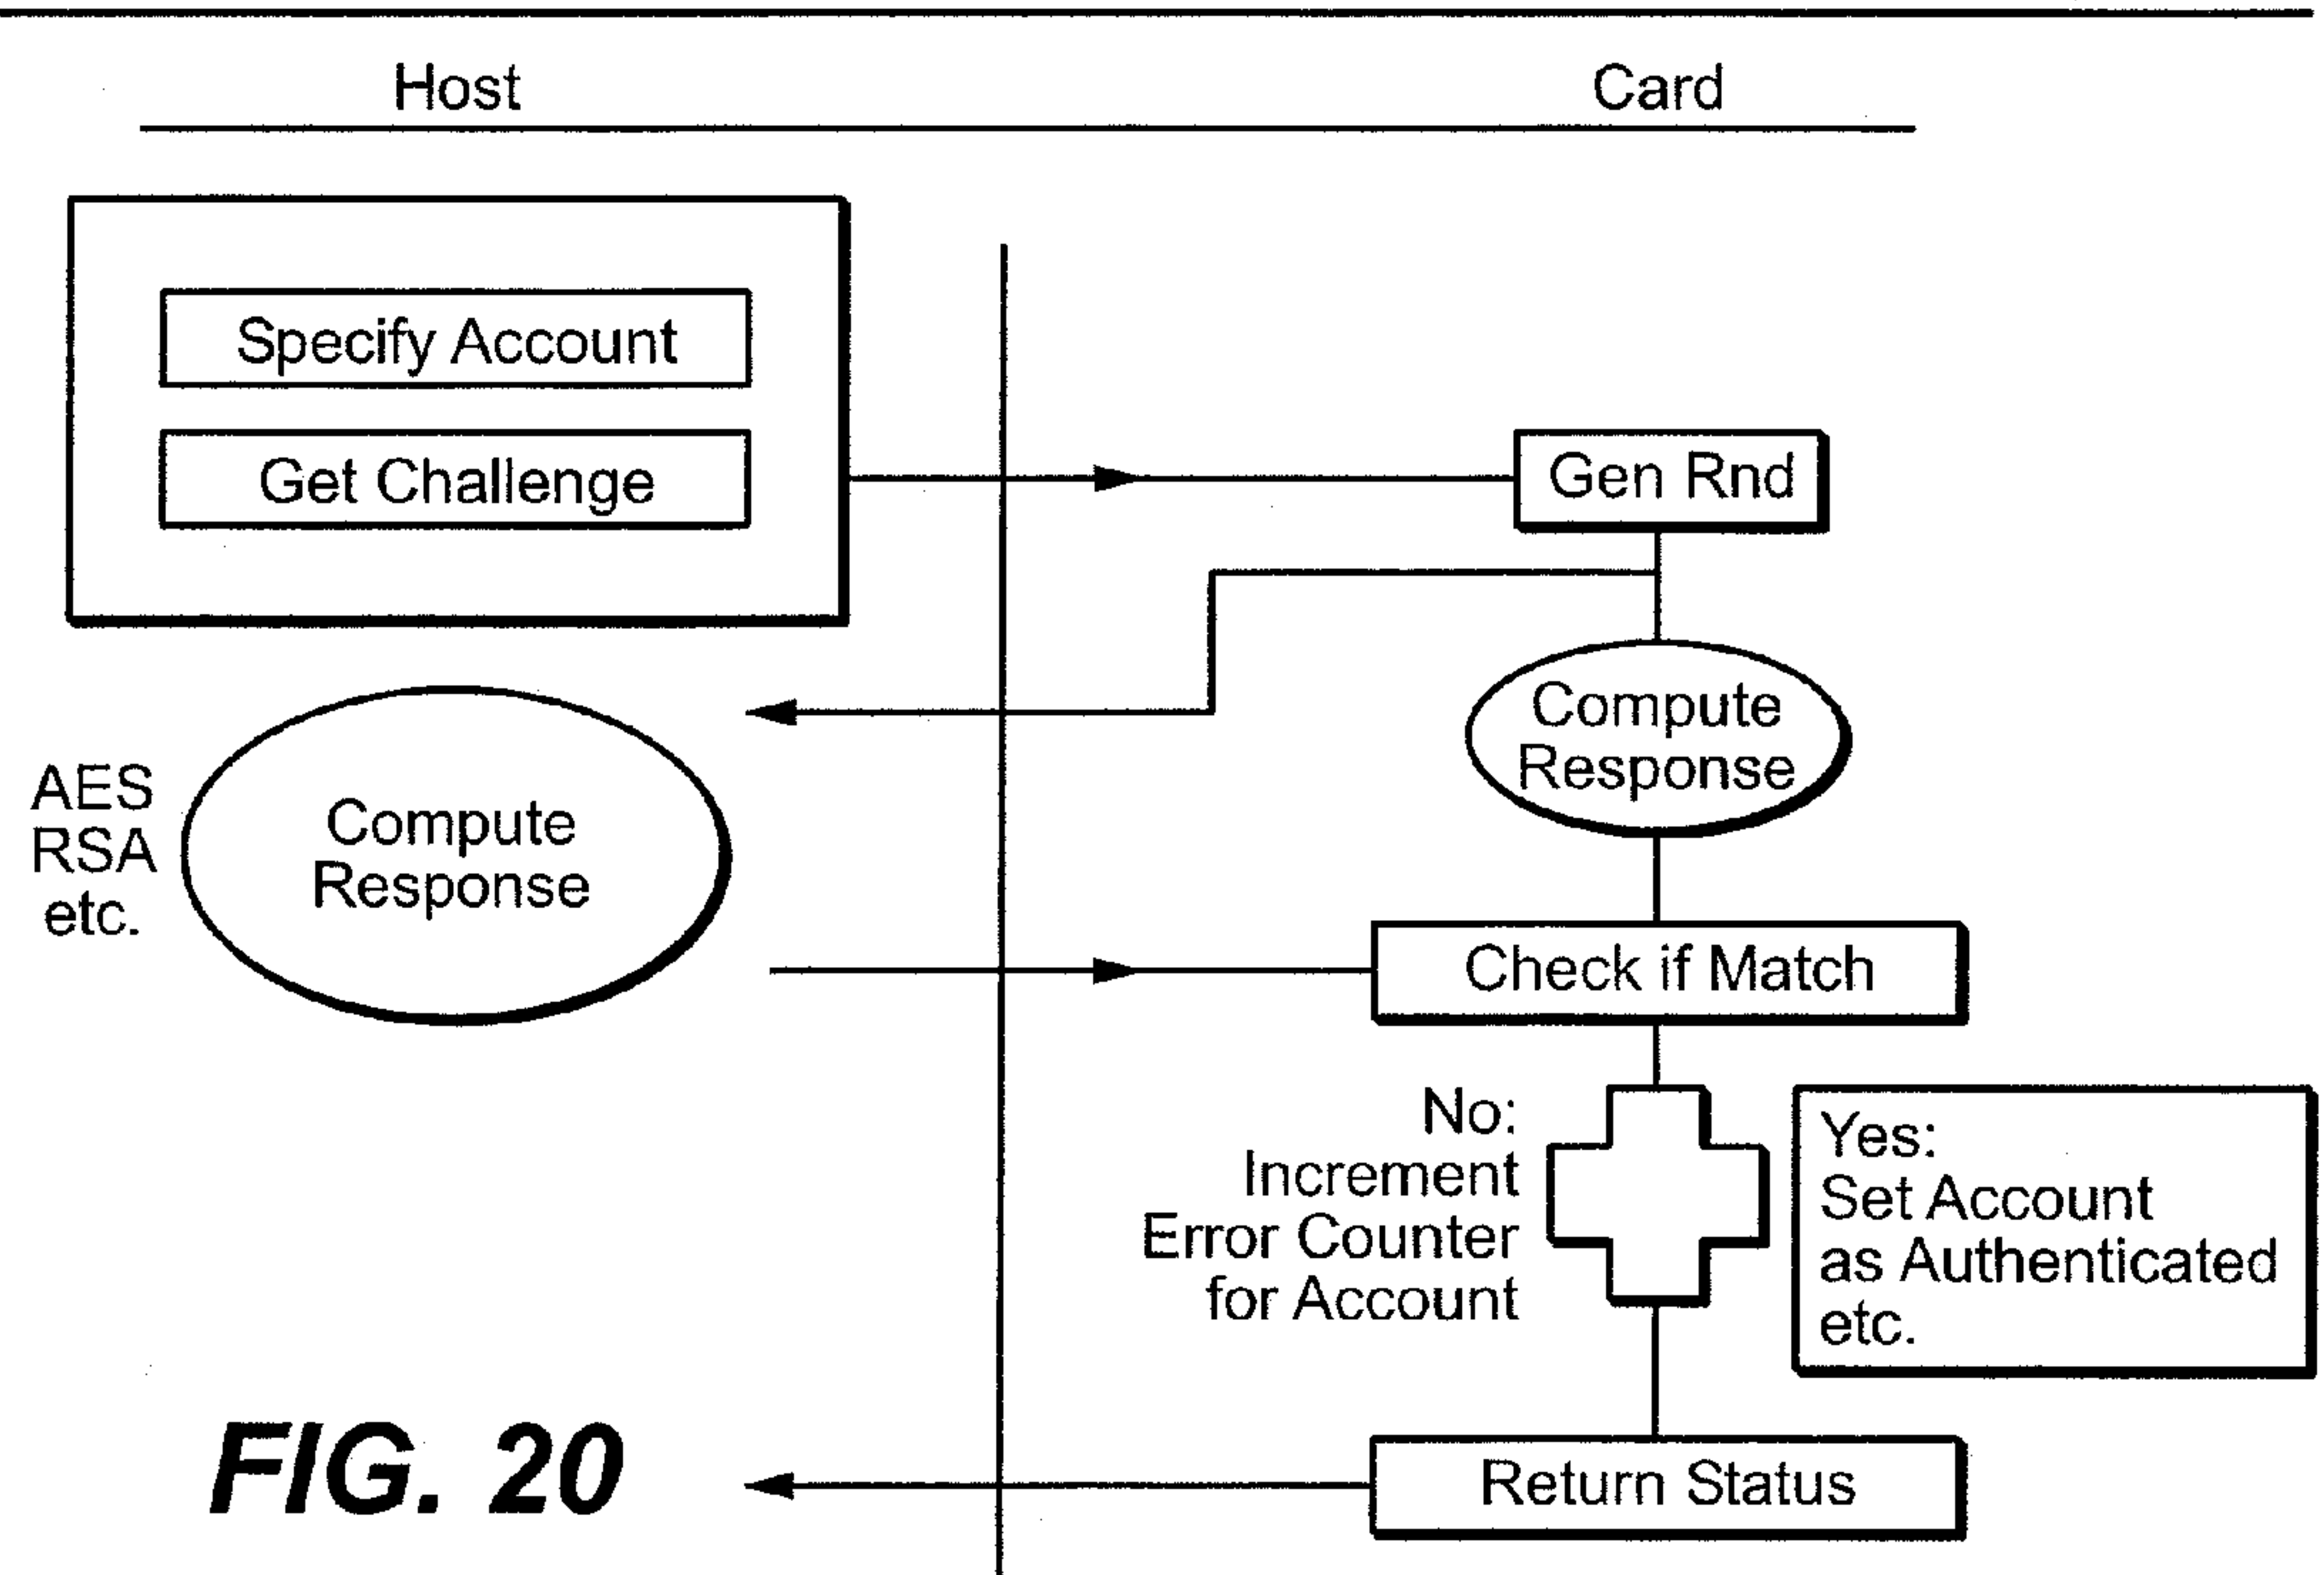 Host
Card
Specify Account
Get Challenge
Gen Rnd
Compute
Response
AES
RSA
etc.
Compute
Response
Check if Match
No:
Increment
Error Counter
for Account
Yes:
Set Account
as Authenticated
etc.
Return Status
FIG. 20